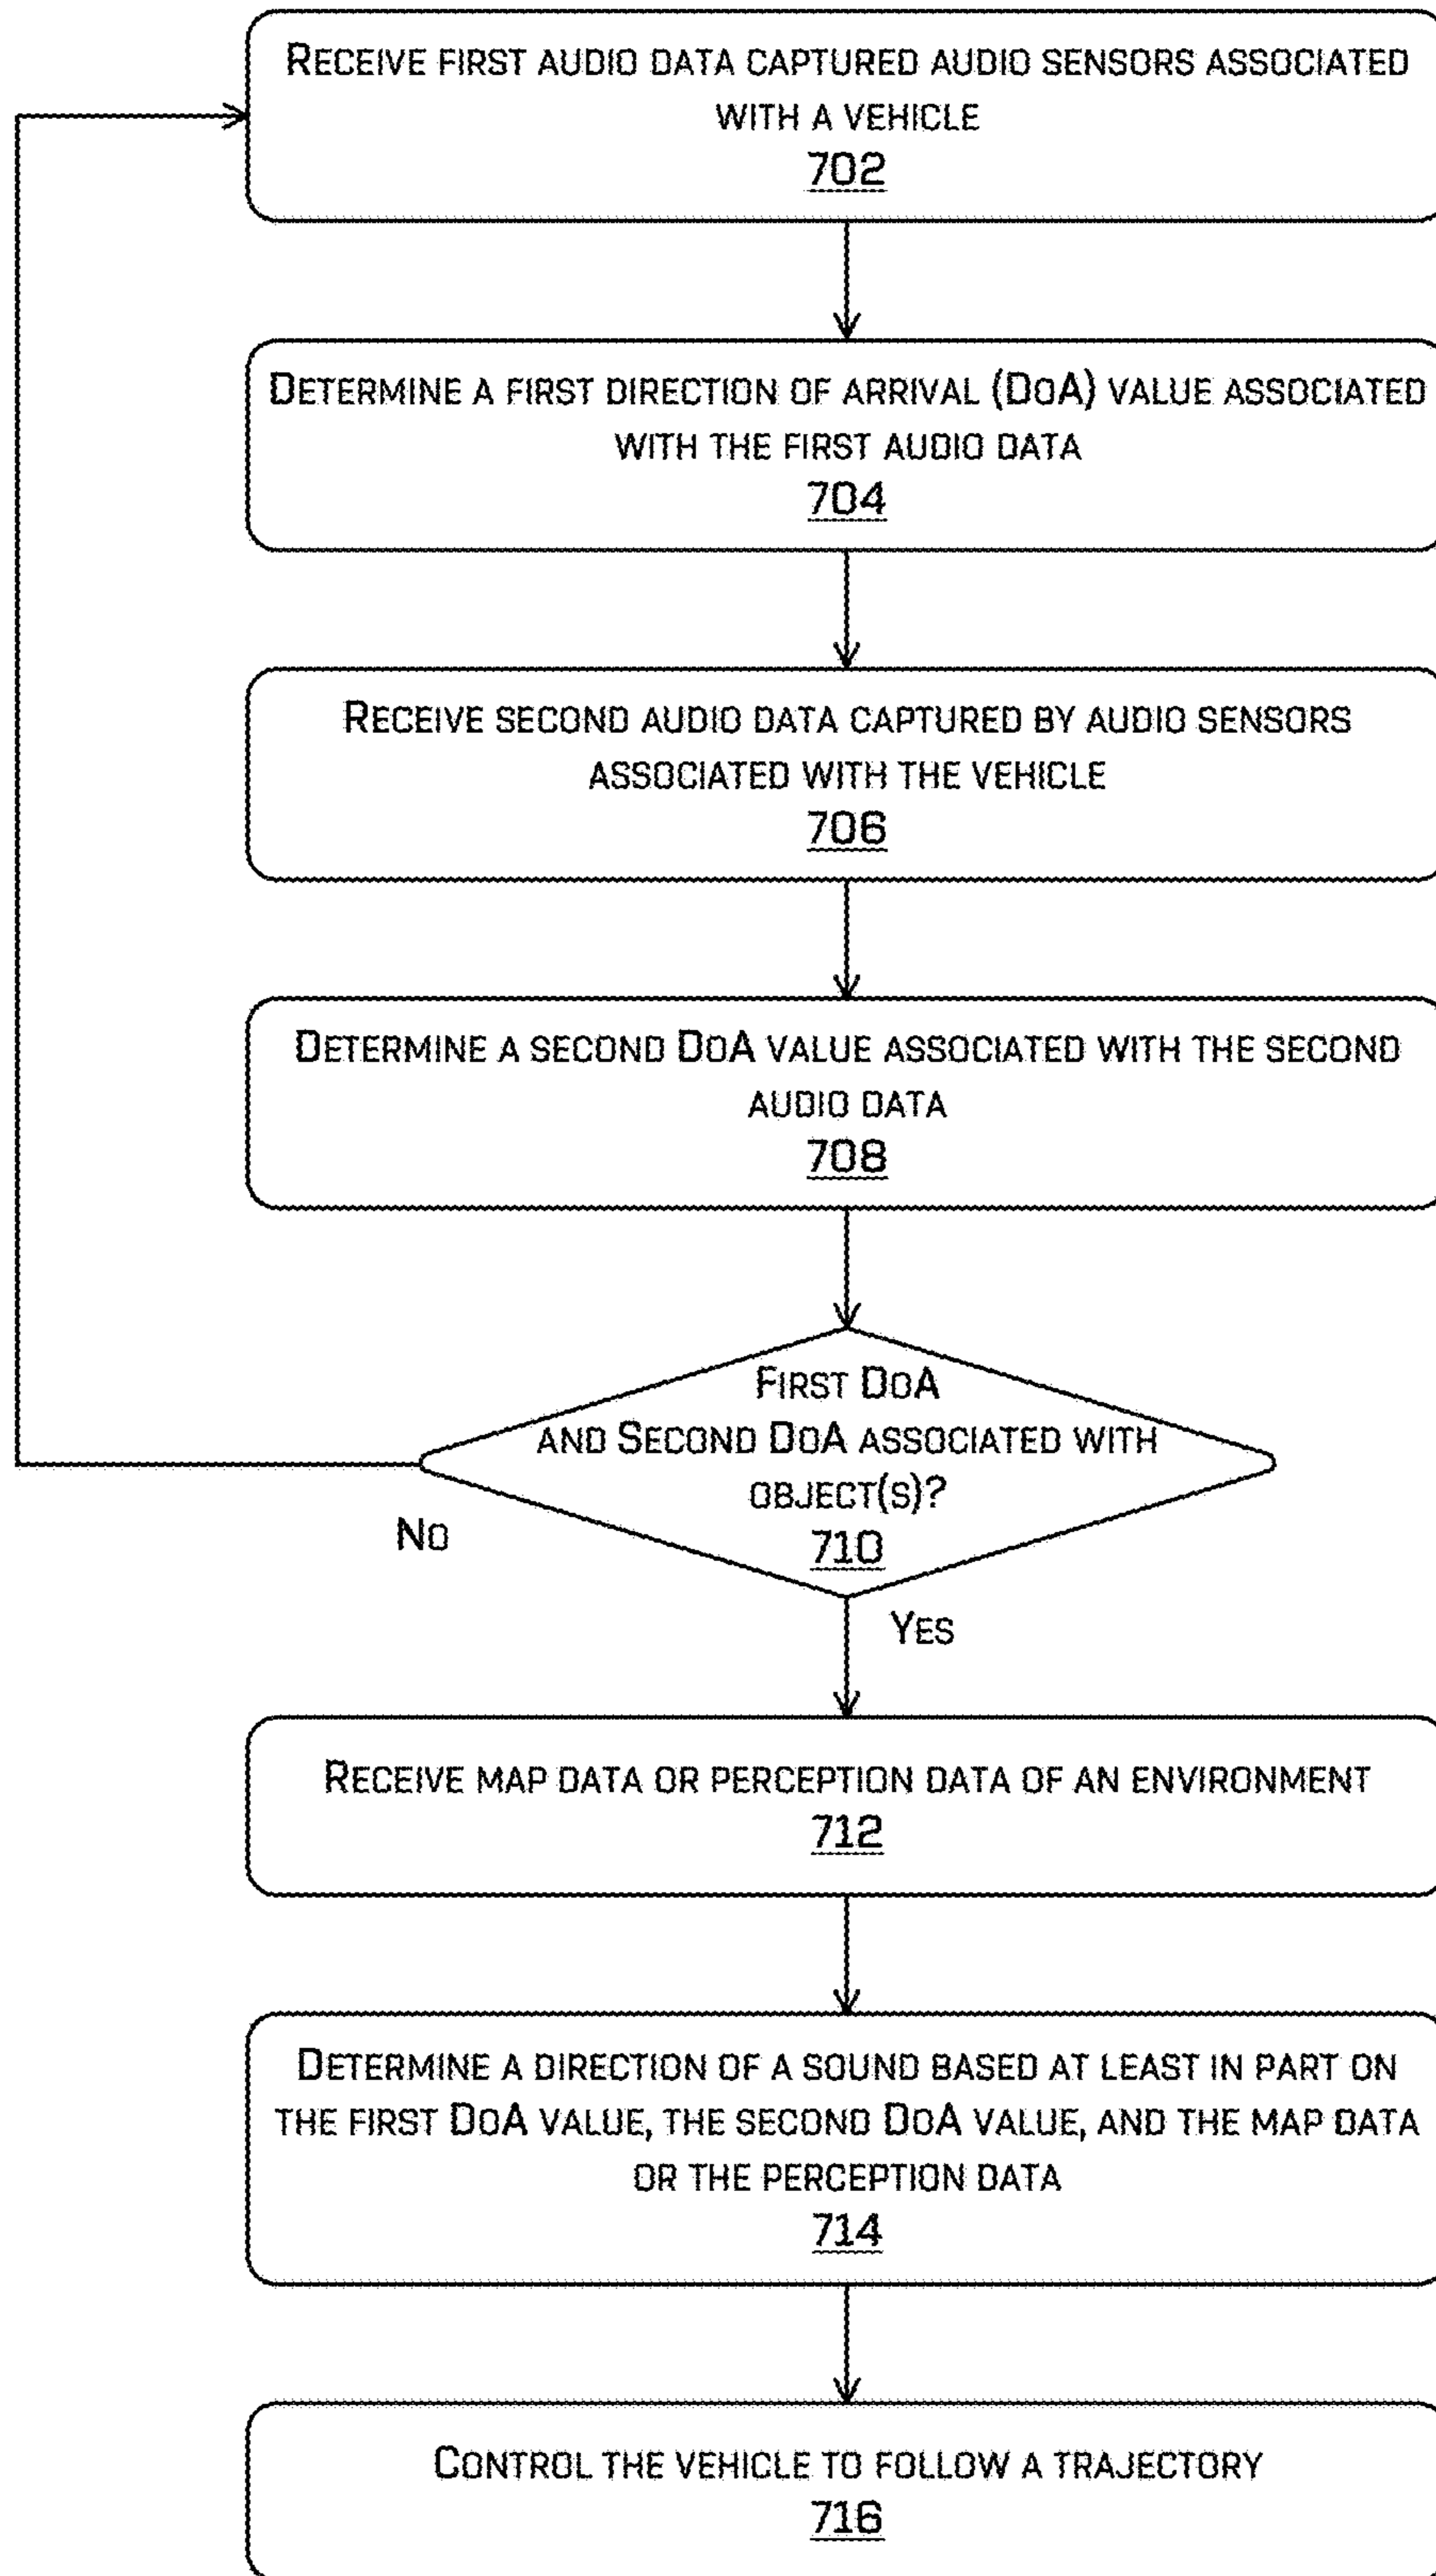 RECEIVE FIRST AUDIO DATA CAPTURED AUDIO SENSORS ASSOCIATED
WITH A VEHICLE
702
DETERMINE A FIRST DIRECTION OF ARRIVAL (DOA) VALUE ASSOCIATED
WITH THE FIRST AUDIO DATA
704
RECEIVE SECOND AUDIO DATA CAPTURED BY AUDIO SENSORS
ASSOCIATED WITH THE VEHICLE
706
DETERMINE A SECOND DOA VALUE ASSOCIATED WITH THE SECOND
AUDIO DATA
708
FIRST DOA
AND SECOND DOA ASSOCIATED WITH
OBJECT(S)?
710
NO
YES
RECEIVE MAP DATA OR PERCEPTION DATA OF AN ENVIRONMENT
712
DETERMINE A DIRECTION OF A SOUND BASED AT LEAST IN PART ON
THE FIRST DOA VALUE, THE SECOND DOA VALUE, AND THE MAP DATA
OR THE PERCEPTION DATA
714
CONTROL THE VEHICLE TO FOLLOW A TRAJECTORY
716